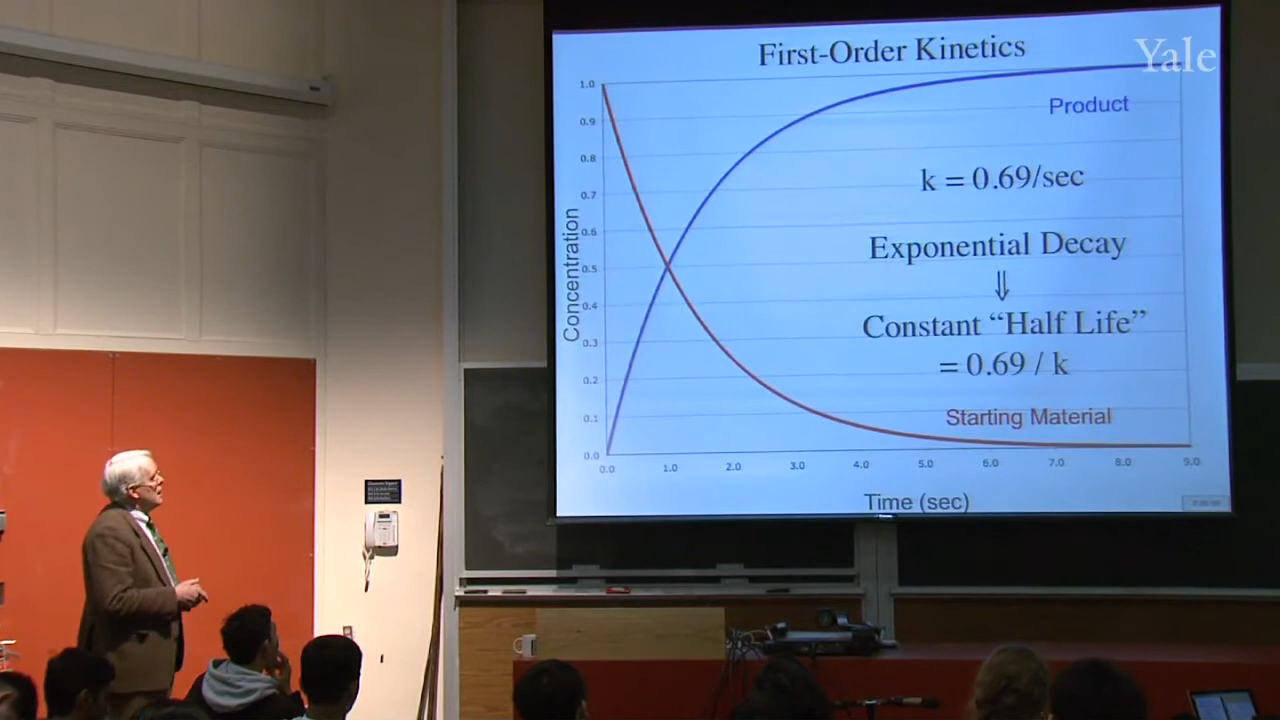 First-Order Kinetics
Yale
1.0
0.9
0.8
0.7
0.6
0.5
0.4
0.3
0.2
0.1
0.0
Concentration
Product
k = 0.69/sec
Exponential Decay
⇓
Constant “Half Life”
= 0.69 / k
Starting Material
0.0 1.0 2.0 3.0 4.0 5.0 6.0 7.0 8.0 9.0
Time (sec)